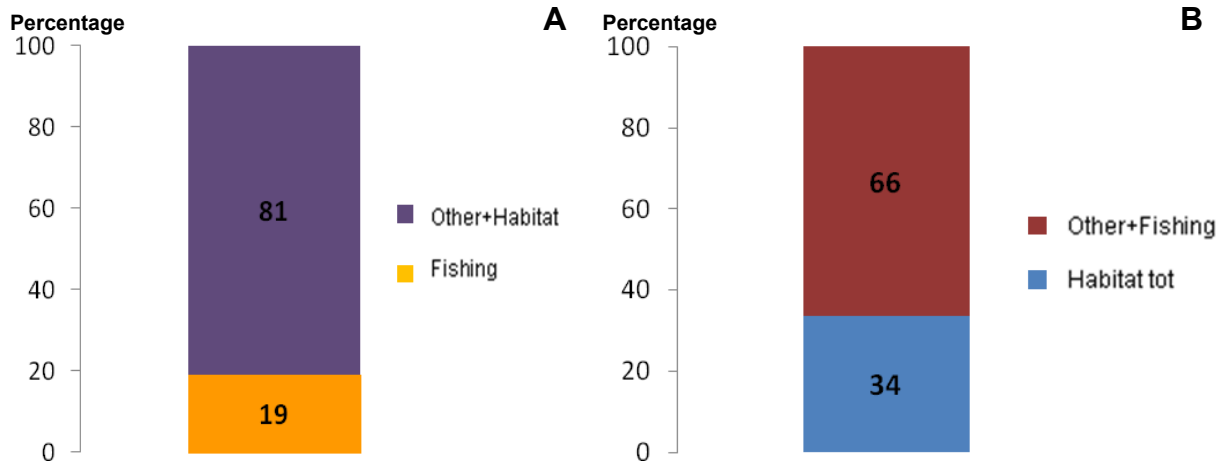 Percentage
A
100
80
60
40
20
0
81
19
Other+Habitat
Fishing
Percentage
B
100
80
60
40
20
0
66
34
Other+Fishing
Habitat tot